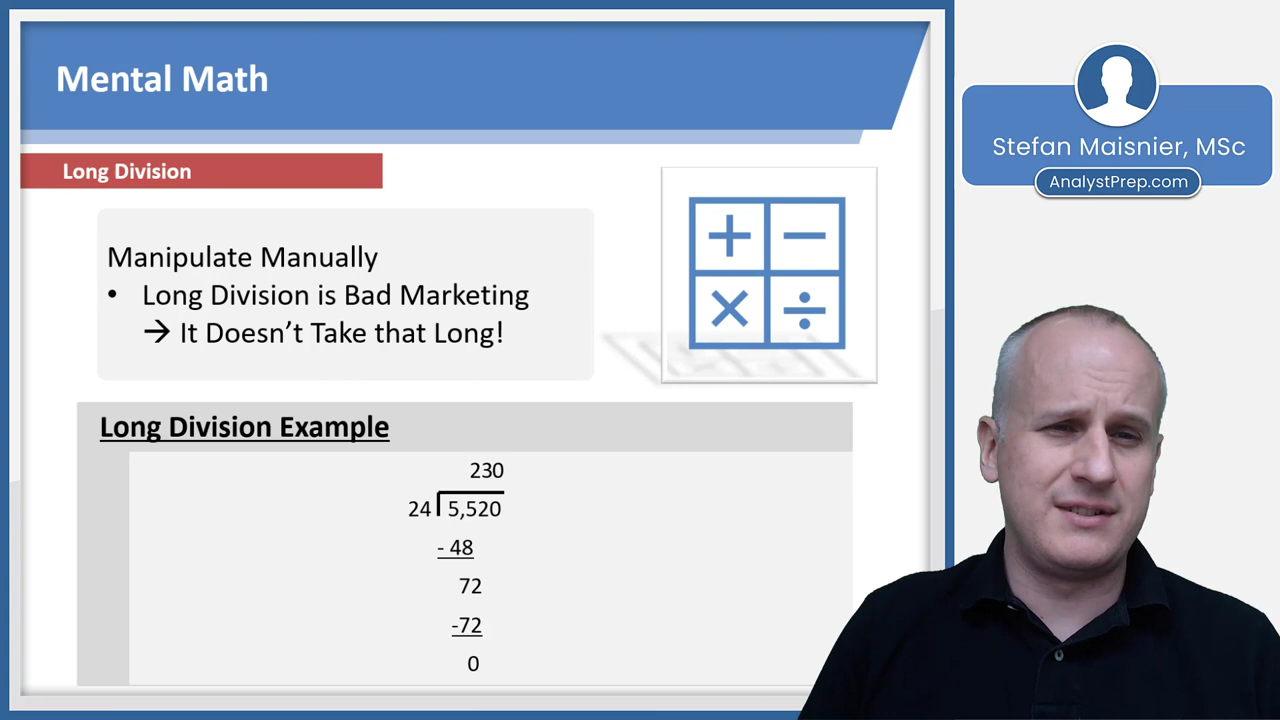 Mental Math
Long Division
Manipulate Manually
• Long Division is Bad Marketing
→ It Doesn't Take that Long!
+ −
× ÷
Long Division Example
230
24 5,520
- 48
72
-72
0
Stefan Maisnier, MSc
AnalystPrep.com